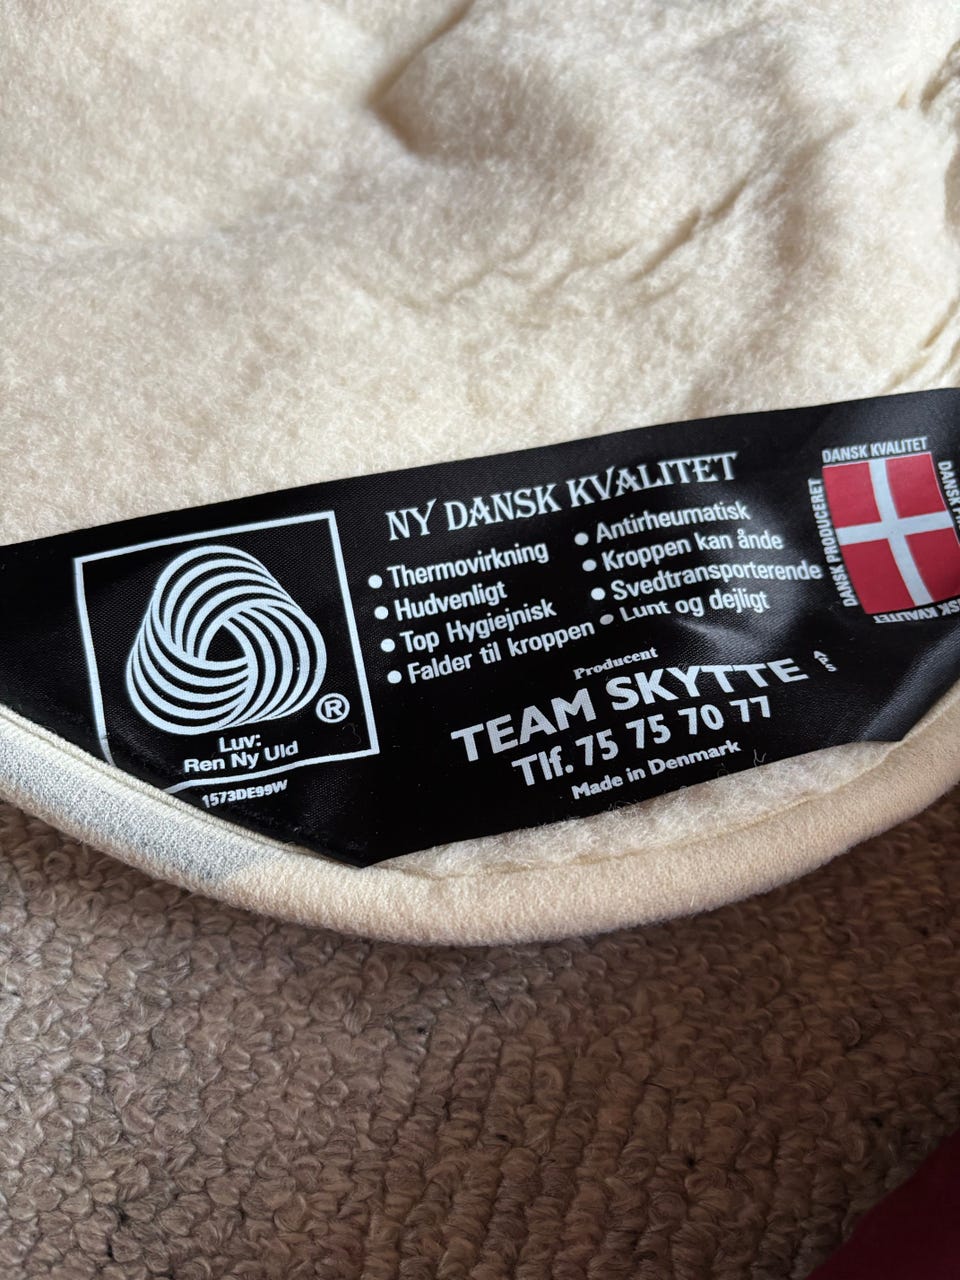 NY DANSK KVALITET
• Thermovirkning
• Hudvenligt
• Top Hygiejnisk
• Falder til kroppen
• Antirheumatisk
• Kroppen kan ånde
• Svedtransporterende
• Lunt og dejligt
®
Luv:
Ren Ny Uld
1573DE99W
Producent
TEAM SKYTTE APS
Tlf. 75 75 70 77
Made in Denmark
DANSK KVALITET
DANSK PRODUCERET